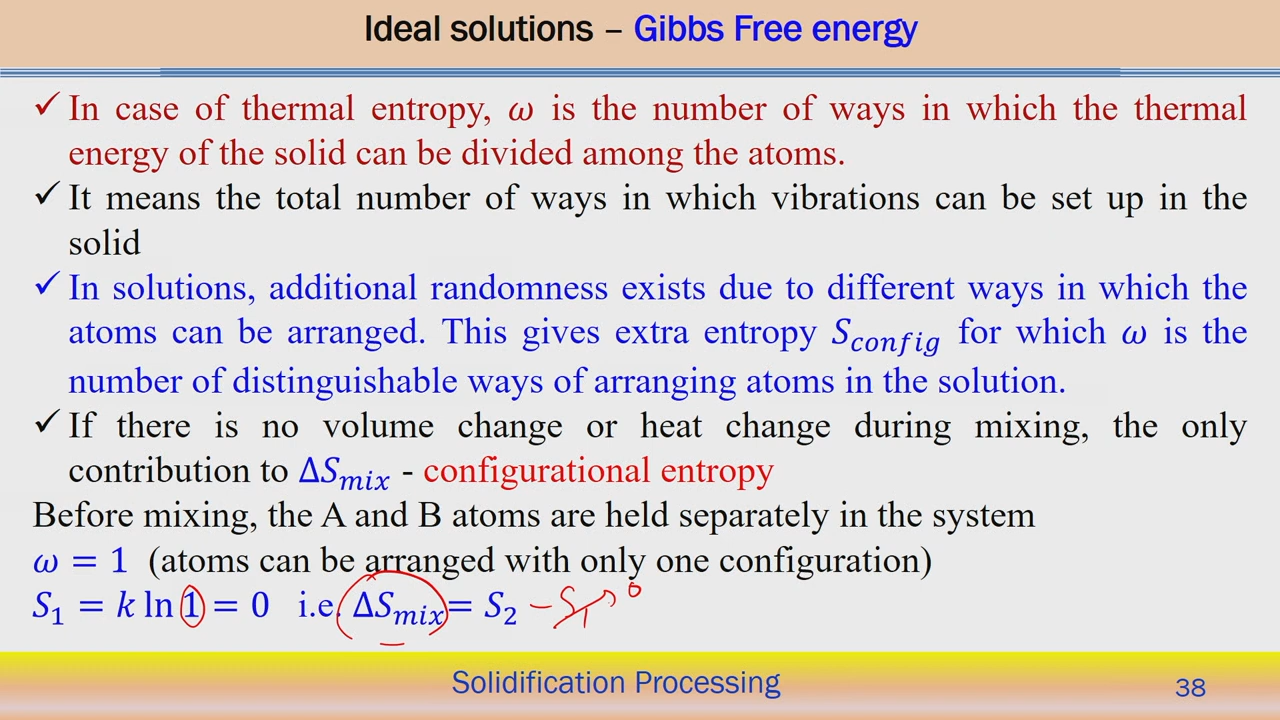 Ideal solutions – Gibbs Free energy
✓ In case of thermal entropy, ω is the number of ways in which the thermal
energy of the solid can be divided among the atoms.
✓ It means the total number of ways in which vibrations can be set up in the
solid
✓ In solutions, additional randomness exists due to different ways in which the
atoms can be arranged. This gives extra entropy S_config for which ω is the
number of distinguishable ways of arranging atoms in the solution.
✓ If there is no volume change or heat change during mixing, the only
contribution to ΔS_mix - configurational entropy
Before mixing, the A and B atoms are held separately in the system
ω = 1 (atoms can be arranged with only one configuration)
S₁ = k ln 1 = 0 i.e. ΔS_mix = S₂ − S₁ 0
Solidification Processing
38